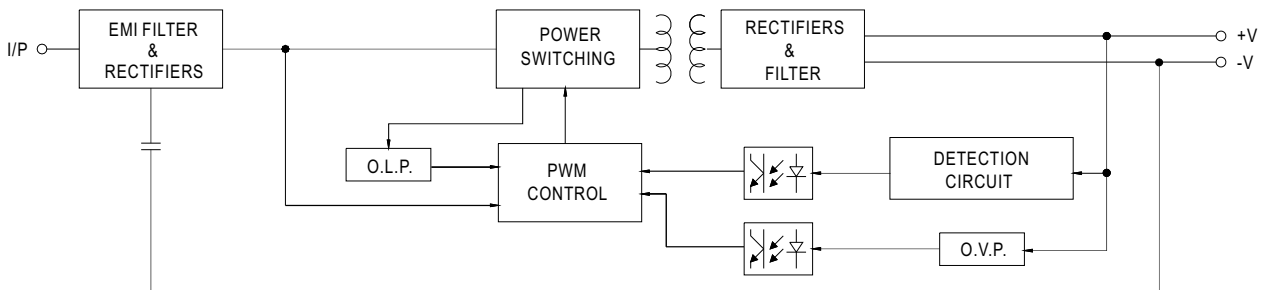 I/P
EMI FILTER
&
RECTIFIERS
POWER
SWITCHING
RECTIFIERS
&
FILTER
+V
-V
O.L.P.
PWM
CONTROL
DETECTION
CIRCUIT
O.V.P.